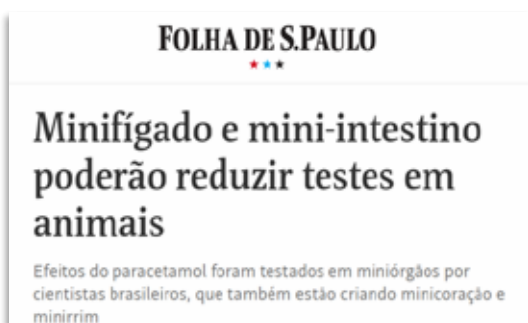 FOLHA DE S.PAULO
Minifígado e mini-intestino
poderão reduzir testes em
animais
Efeitos do paracetamol foram testados em miniórgãos por
cientistas brasileiros, que também estão criando minicoração e
minirrim